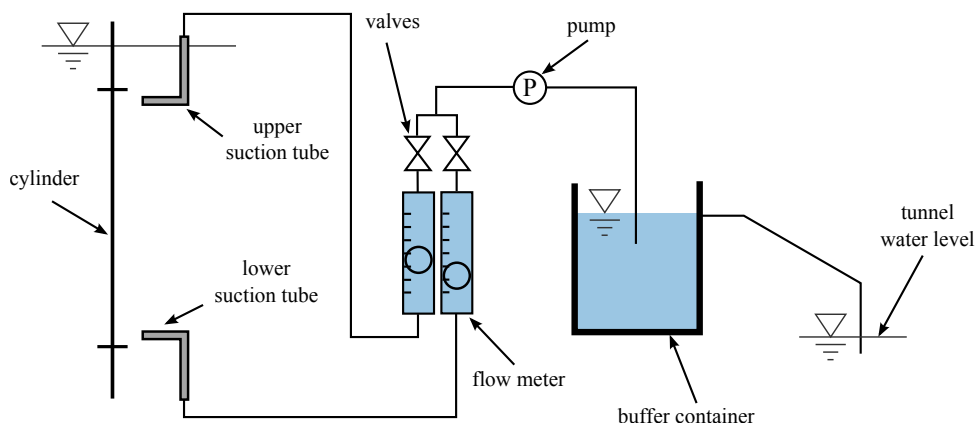 valves
pump
P
upper
suction tube
cylinder
lower
suction tube
tunnel
water level
flow meter
buffer container